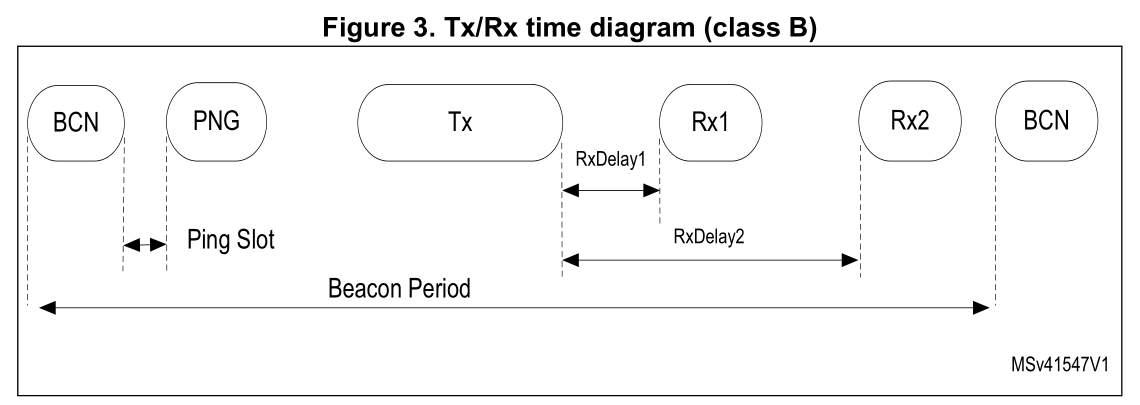 Figure 3. Tx/Rx time diagram (class B)
BCN PNG Tx Rx1 Rx2 BCN
RxDelay1
Ping Slot
RxDelay2
Beacon Period
MSv41547V1